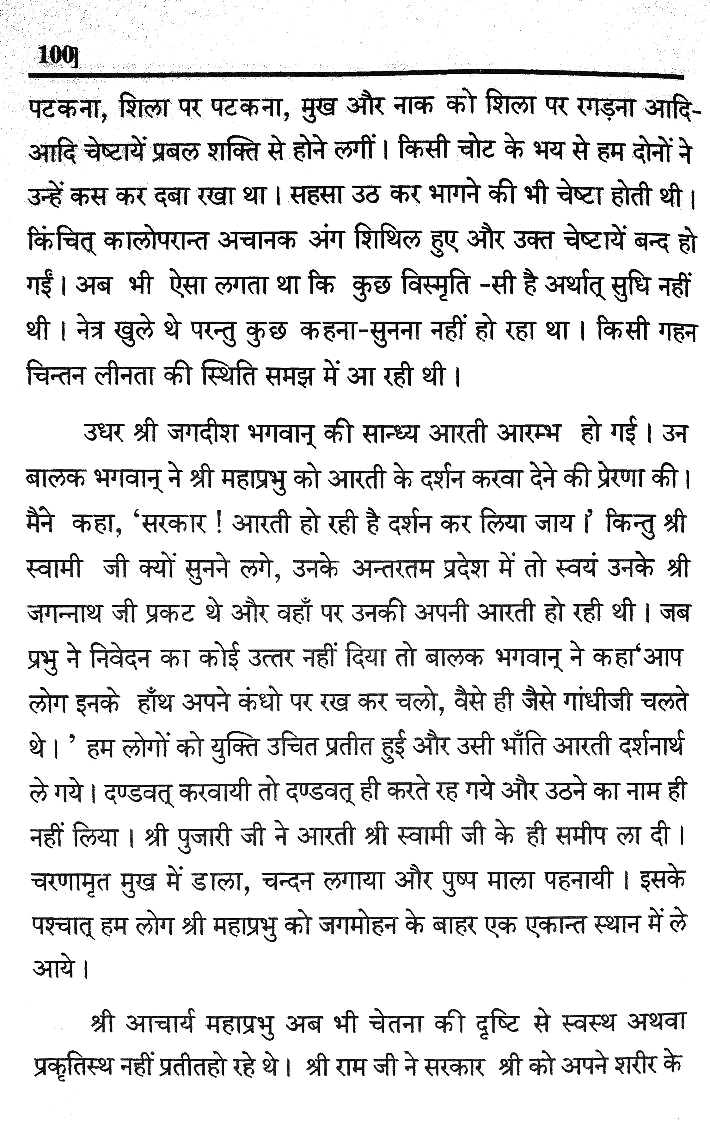 100]
पटकना, शिला पर पटकना, मुख और नाक को शिला पर रगड़ना आदि-
आदि चेष्टायें प्रबल शक्ति से होने लगीं। किसी चोट के भय से हम दोनों ने
उन्हें कस कर दबा रखा था। सहसा उठ कर भागने की भी चेष्टा होती थी।
किंचित् कालोपरान्त अचानक अंग शिथिल हुए और उक्त चेष्टायें बन्द हो
गईं। अब भी ऐसा लगता था कि कुछ विस्मृति -सी है अर्थात् सुधि नहीं
थी। नेत्र खुले थे परन्तु कुछ कहना-सुनना नहीं हो रहा था। किसी गहन
चिन्तन लीनता की स्थिति समझ में आ रही थी।
उधर श्री जगदीश भगवान् की सान्ध्य आरती आरम्भ हो गई। उन
बालक भगवान् ने श्री महाप्रभु को आरती के दर्शन करवा देने की प्रेरणा की।
मैंने कहा, ‘सरकार ! आरती हो रही है दर्शन कर लिया जाय।’ किन्तु श्री
स्वामी जी क्यों सुनने लगे, उनके अन्तरतम प्रदेश में तो स्वयं उनके श्री
जगन्नाथ जी प्रकट थे और वहाँ पर उनकी अपनी आरती हो रही थी। जब
प्रभु ने निवेदन का कोई उत्तर नहीं दिया तो बालक भगवान् ने कहा‘आप
लोग इनके हाँथ अपने कंधो पर रख कर चलो, वैसे ही जैसे गांधीजी चलते
थे। ’ हम लोगों को युक्ति उचित प्रतीत हुई और उसी भाँति आरती दर्शनार्थ
ले गये। दण्डवत् करवायी तो दण्डवत् ही करते रह गये और उठने का नाम ही
नहीं लिया। श्री पुजारी जी ने आरती श्री स्वामी जी के ही समीप ला दी।
चरणामृत मुख में डाला, चन्दन लगाया और पुष्प माला पहनायी। इसके
पश्चात् हम लोग श्री महाप्रभु को जगमोहन के बाहर एक एकान्त स्थान में ले
आये।
श्री आचार्य महाप्रभु अब भी चेतना की दृष्टि से स्वस्थ अथवा
प्रकृतिस्थ नहीं प्रतीतहो रहे थे। श्री राम जी ने सरकार श्री को अपने शरीर के